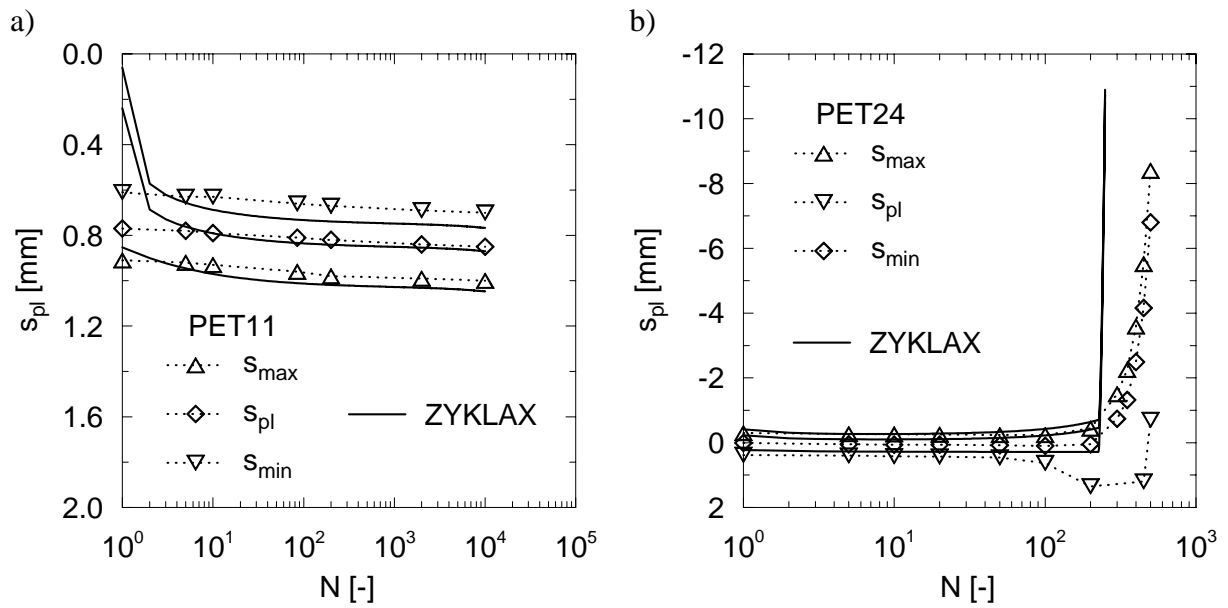 a)
0.0
0.4
0.8
1.2
1.6
2.0
s_pl [mm]
PET11
s_max
s_pl
s_min
ZYKLAX
10^0 10^1 10^2 10^3 10^4 10^5
N [-]
b)
-12
-10
-8
-6
-4
-2
0
2
s_pl [mm]
PET24
s_max
s_pl
s_min
ZYKLAX
10^0 10^1 10^2 10^3
N [-]